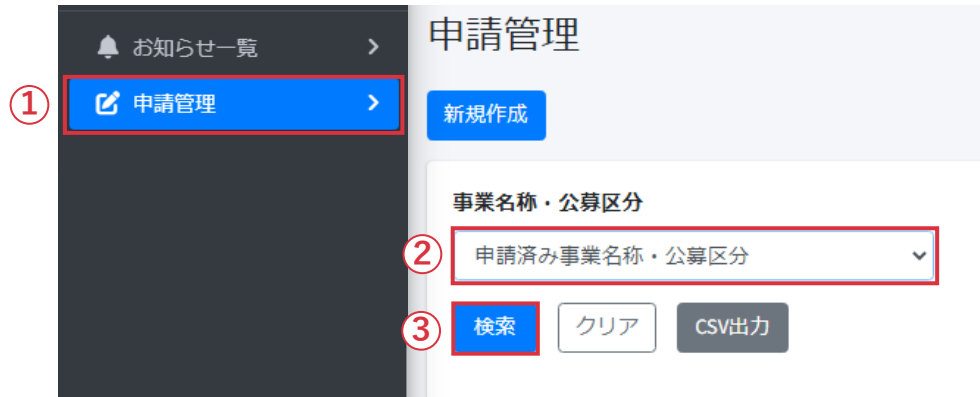 お知らせ一覧
① 申請管理
申請管理
新規作成
事業名称・公募区分
② 申請済み事業名称・公募区分
③ 検索 クリア CSV出力